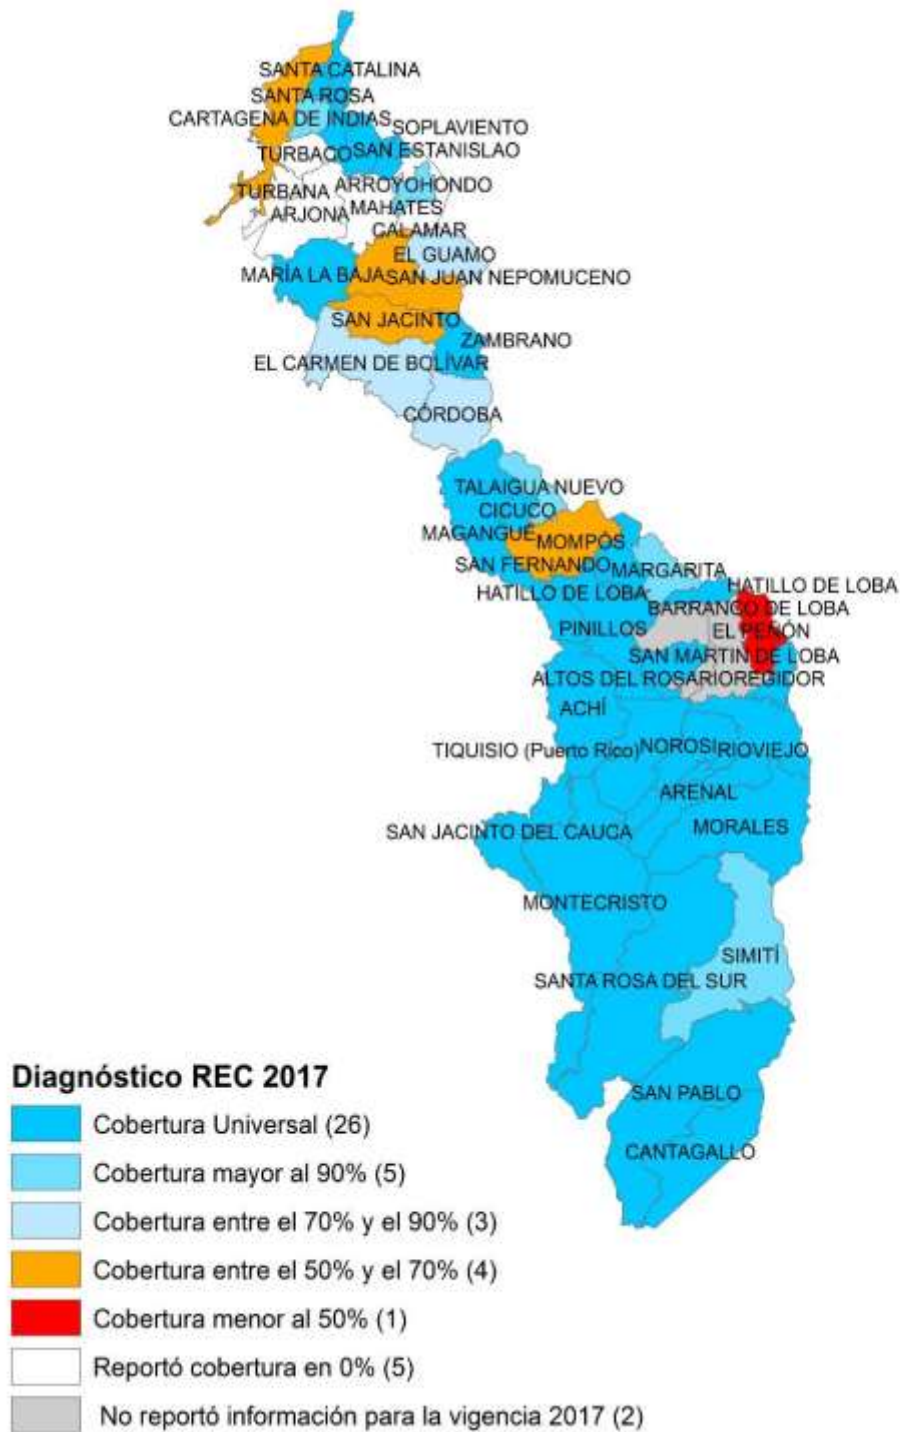 SANTA CATALINA
SANTA ROSA
CARTAGENA DE INDIAS
SOPLAVIENTO
TURBACO
SAN ESTANISLAO
TURBANA
ARROYOHONDO
ARJONA
MAHATES
CALAMAR
EL GUAMO
MARÍA LA BAJA
SAN JUAN NEPOMUCENO
SAN JACINTO
ZAMBRANO
EL CARMEN DE BOLÍVAR
CÓRDOBA
TALAIGUA NUEVO
CICUCO
MAGANGUÉ
MOMPÓS
SAN FERNANDO
MARGARITA
HATILLO DE LOBA
HATILLO DE LOBA
BARRANCO DE LOBA
PINILLOS
EL PEÑÓN
SAN MARTIN DE LOBA
ALTOS DEL ROSARIO
REGIDOR
ACHÍ
TIQUISIO (Puerto Rico)
NOROSI
RIOVIEJO
ARENAL
SAN JACINTO DEL CAUCA
MORALES
MONTECRISTO
SIMITÍ
SANTA ROSA DEL SUR
SAN PABLO
CANTAGALLO
Diagnóstico REC 2017
Cobertura Universal (26)
Cobertura mayor al 90% (5)
Cobertura entre el 70% y el 90% (3)
Cobertura entre el 50% y el 70% (4)
Cobertura menor al 50% (1)
Reportó cobertura en 0% (5)
No reportó información para la vigencia 2017 (2)